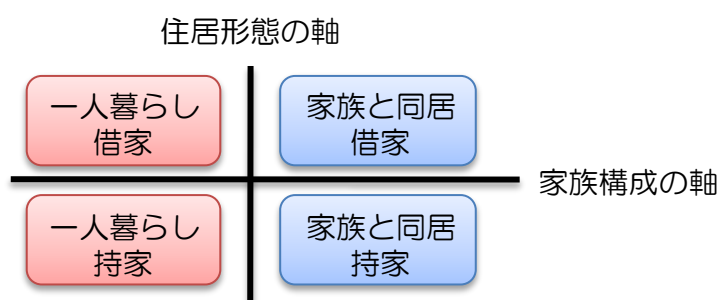 住居形態の軸
一人暮らし
借家
家族と同居
借家
家族構成の軸
一人暮らし
持家
家族と同居
持家